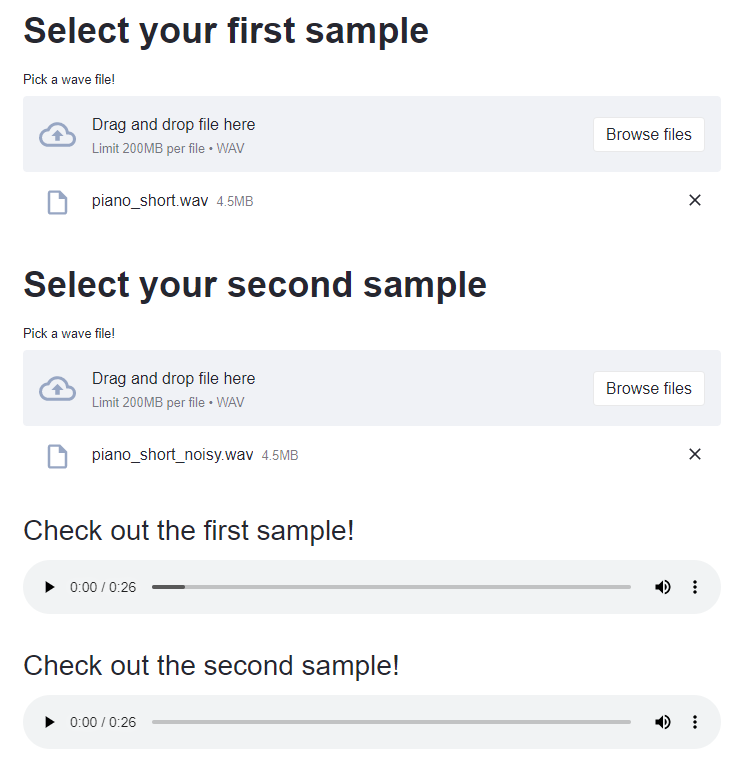 Select your first sample
Pick a wave file!
Drag and drop file here
Browse files
Limit 200MB per file • WAV
piano_short.wav 4.5MB
Select your second sample
Pick a wave file!
Drag and drop file here
Browse files
Limit 200MB per file • WAV
piano_short_noisy.wav 4.5MB
Check out the first sample!
0:00 / 0:26
Check out the second sample!
0:00 / 0:26